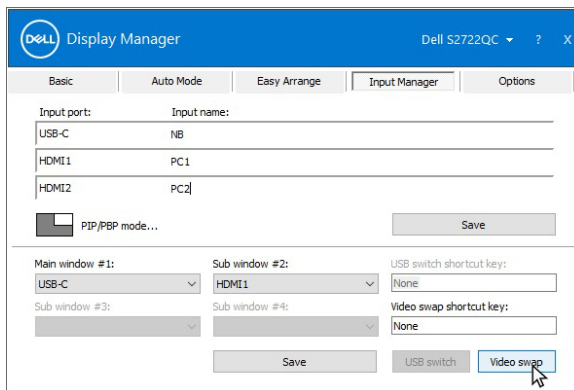 DELL Display Manager Dell S2722QC ? X
Basic Auto Mode Easy Arrange Input Manager Options
Input port: Input name:
USB-C NB
HDMI1 PC1
HDMI2 PC2
PIP/PBP mode... Save
Main window #1: Sub window #2: USB switch shortcut key:
USB-C HDMI1 None
Sub window #3: Sub window #4: Video swap shortcut key:
None
Save USB switch Video swap